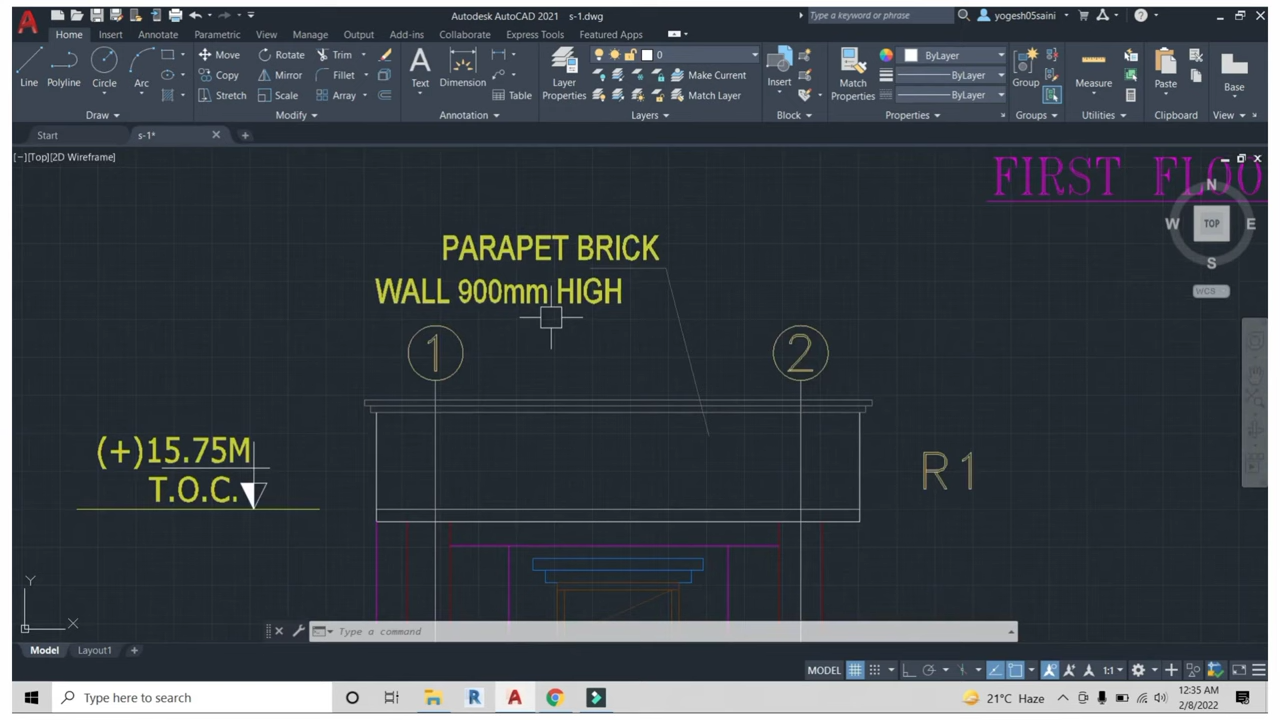 Autodesk AutoCAD 2021 s-1.dwg
Type a keyword or phrase
yogesh05saini
Home Insert Annotate Parametric View Manage Output Add-ins Collaborate Express Tools Featured Apps
Line Polyline Circle Arc
Move Rotate Trim
Copy Mirror Fillet
Stretch Scale Array
Text Dimension
Table
Layer Properties
0
Make Current
Match Layer
Insert
Match Properties
ByLayer
ByLayer
ByLayer
Group
Measure
Paste
Base
Draw Modify Annotation Layers Block Properties Groups Utilities Clipboard View
Start s-1*
[−][Top][2D Wireframe]
FIRST FLOO
N
W TOP E
S
WCS
PARAPET BRICK
WALL 900mm HIGH
1 2
(+)15.75M
T.O.C.
R1
Y
X
Type a command
Model Layout1
MODEL 1:1
Type here to search
21°C Haze
12:35 AM
2/8/2022